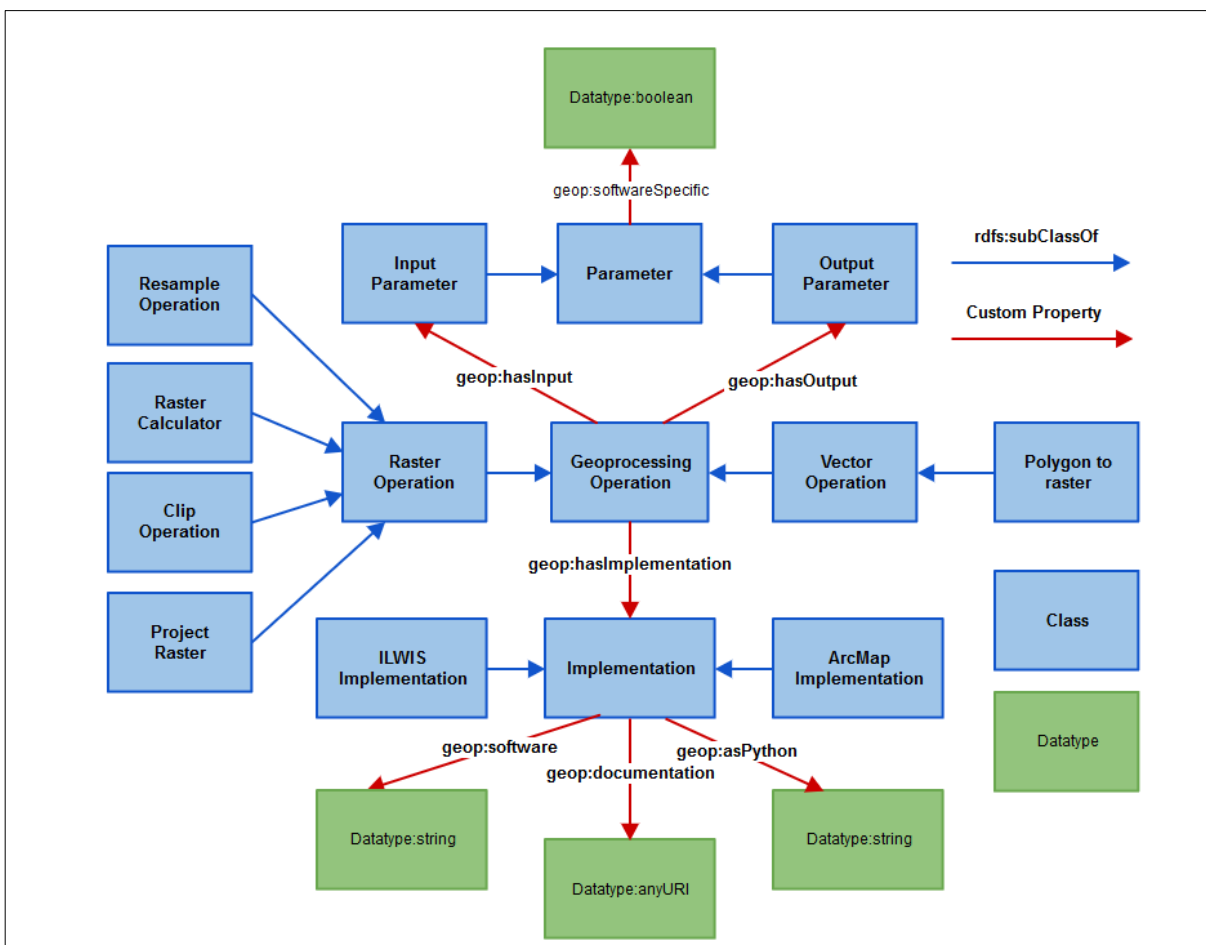 Datatype:boolean
geop:softwareSpecific
Input
Parameter
Parameter
Output
Parameter
rdfs:subClassOf
Custom Property
Resample
Operation
geop:hasInput
geop:hasOutput
Raster
Calculator
Raster
Operation
Geoprocessing
Operation
Vector
Operation
Polygon to
raster
Clip
Operation
geop:hasImplementation
Project
Raster
ILWIS
Implementation
Implementation
ArcMap
Implementation
Class
geop:software
geop:documentation
geop:asPython
Datatype
Datatype:string
Datatype:anyURI
Datatype:string